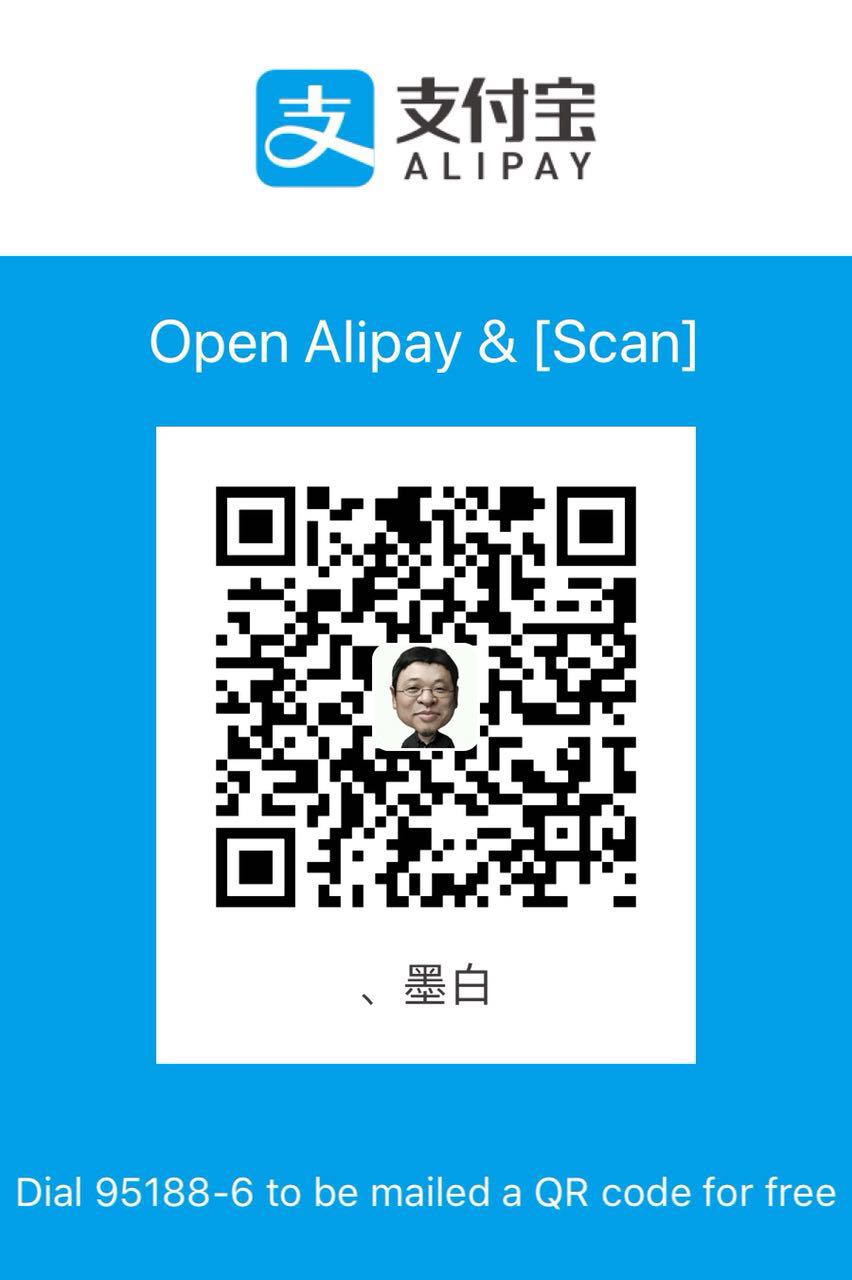 支
支付宝
ALIPAY
Open Alipay & [Scan]
、墨白
Dial 95188-6 to be mailed a QR code for free